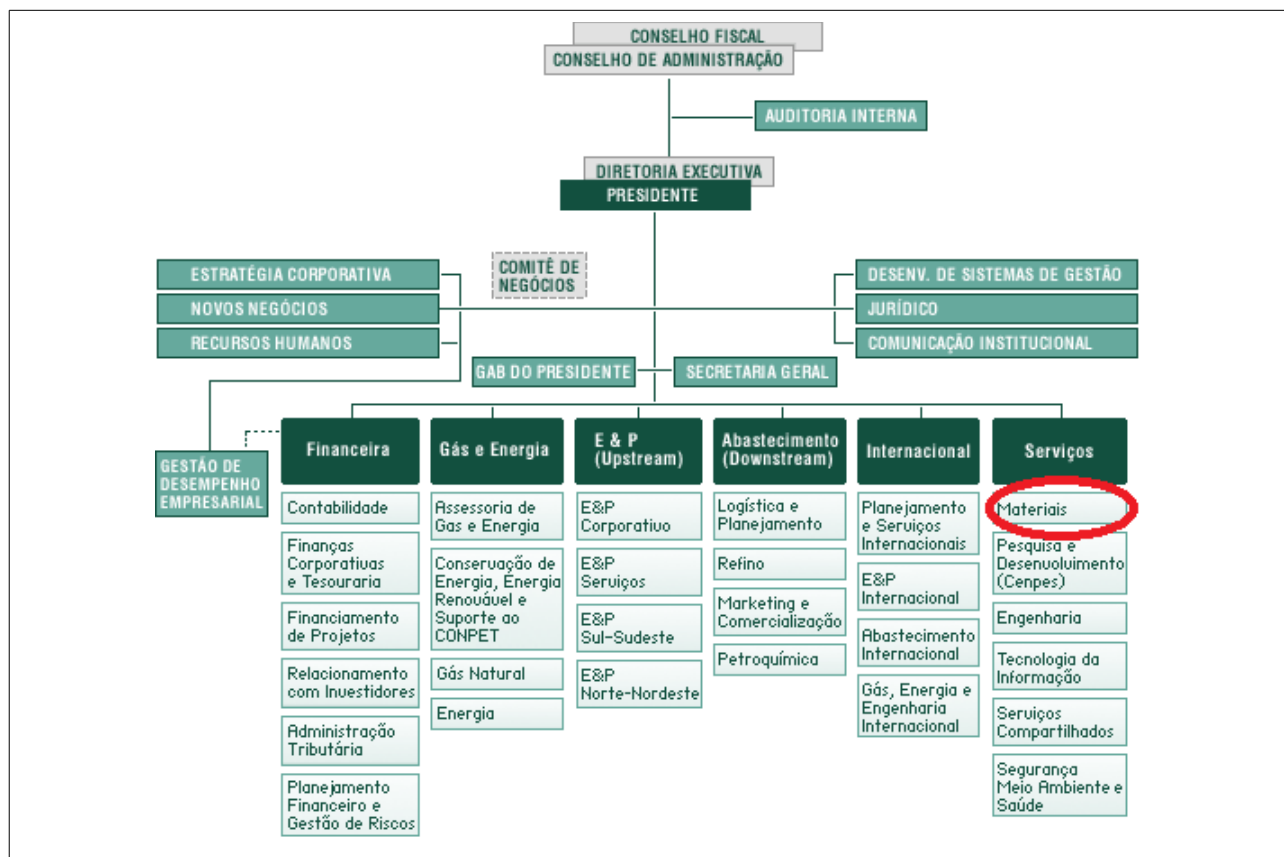 CONSELHO FISCAL
CONSELHO DE ADMINISTRAÇÃO
AUDITORIA INTERNA
DIRETORIA EXECUTIVA
PRESIDENTE
COMITÊ DE
NEGÓCIOS
ESTRATÉGIA CORPORATIVA
NOVOS NEGÓCIOS
RECURSOS HUMANOS
DESENV. DE SISTEMAS DE GESTÃO
JURÍDICO
COMUNICAÇÃO INSTITUCIONAL
GAB DO PRESIDENTE
SECRETARIA GERAL
GESTÃO DE
DESEMPENHO
EMPRESARIAL
Financeira
Contabilidade
Finanças
Corporativas
e Tesouraria
Financiamento
de Projetos
Relacionamento
com Investidores
Administração
Tributária
Planejamento
Financeiro e
Gestão de Riscos
Gás e Energia
Assessoria de
Gas e Energia
Conservação de
Energia, Energia
Renovável e
Suporte ao
CONPET
Gás Natural
Energia
E & P
(Upstream)
E&P
Corporativo
E&P
Serviços
E&P
Sul-Sudeste
E&P
Norte-Nordeste
Abastecimento
(Downstream)
Logística e
Planejamento
Refino
Marketing e
Comercialização
Petroquímica
Internacional
Planejamento
e Serviços
Internacionais
E&P
Internacional
Abastecimento
Internacional
Gás, Energia e
Engenharia
Internacional
Serviços
Materiais
Pesquisa e
Desenvolvimento
(Cenpes)
Engenharia
Tecnologia da
Informação
Serviços
Compartilhados
Segurança
Meio Ambiente e
Saúde